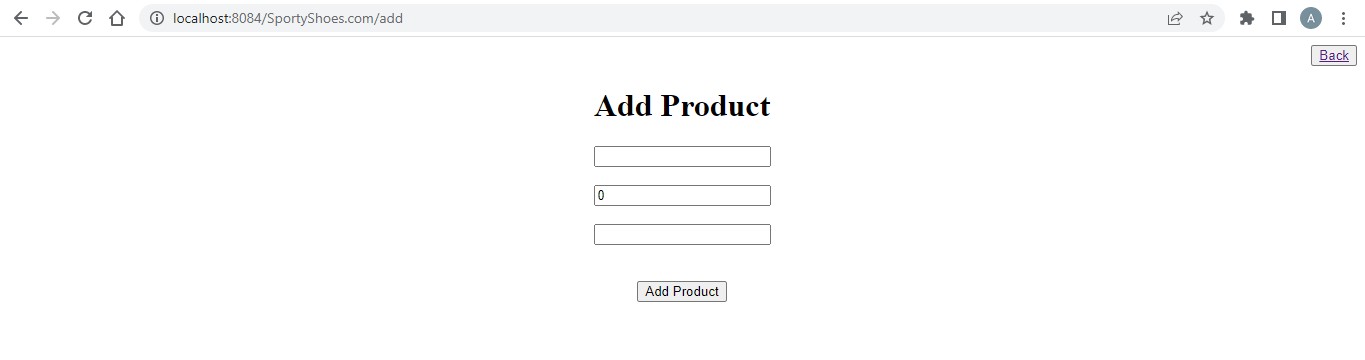 localhost:8084/SportyShoes.com/add
A
Back
Add Product
0
Add Product